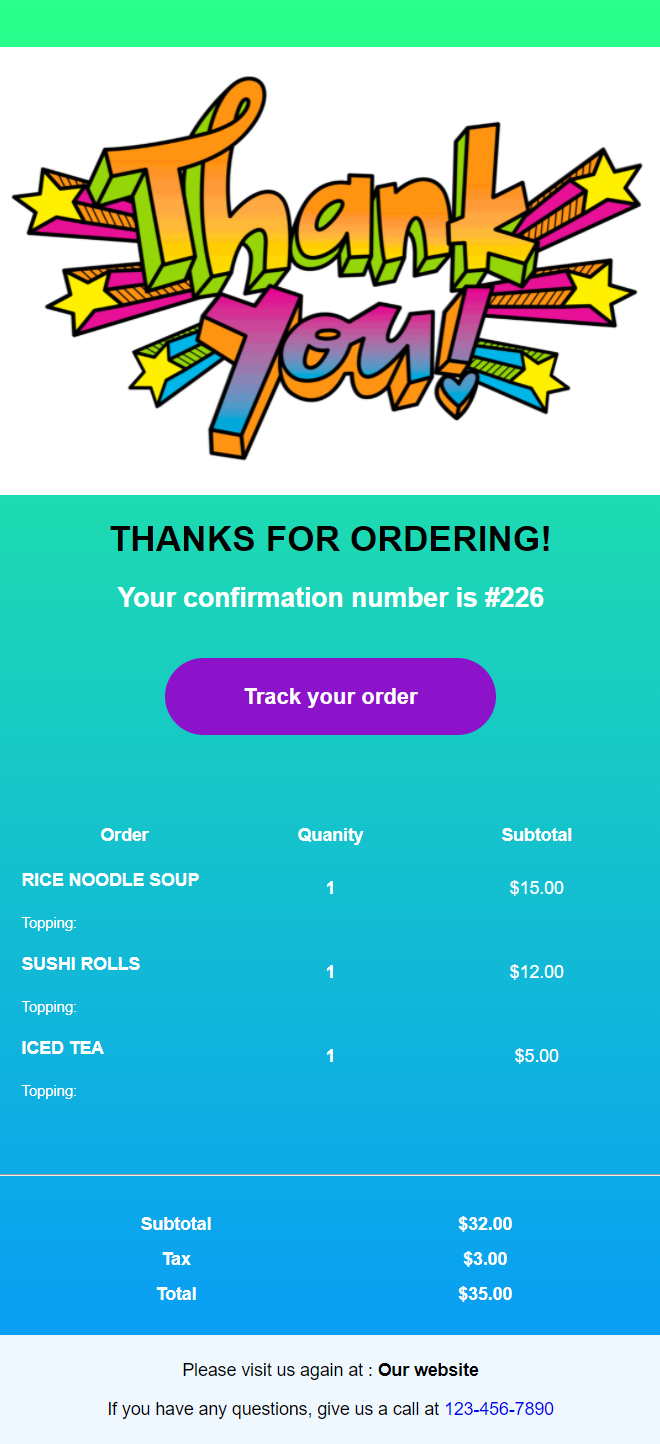 Thank
You!
THANKS FOR ORDERING!
Your confirmation number is #226
Track your order
Order Quanity Subtotal
RICE NOODLE SOUP 1 $15.00
Topping:
SUSHI ROLLS 1 $12.00
Topping:
ICED TEA 1 $5.00
Topping:
Subtotal $32.00
Tax $3.00
Total $35.00
Please visit us again at : Our website
If you have any questions, give us a call at 123-456-7890